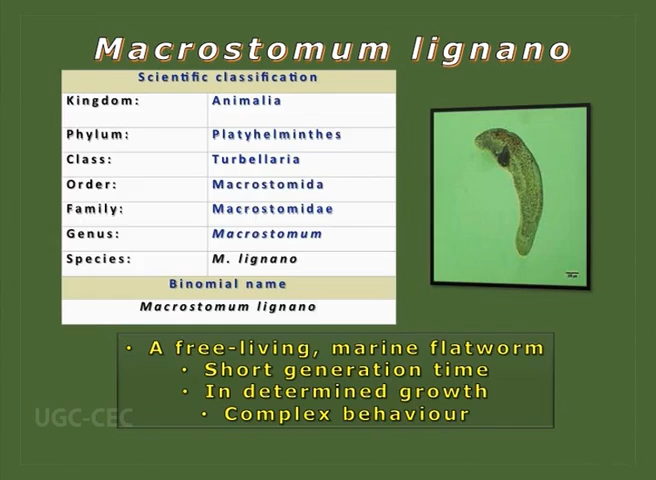 Macrostomum lignano
Scientific classification
Kingdom: Animalia
Phylum: Platyhelminthes
Class: Turbellaria
Order: Macrostomida
Family: Macrostomidae
Genus: Macrostomum
Species: M. lignano
Binomial name
Macrostomum lignano
• A free-living, marine flatworm
• Short generation time
• In determined growth
• Complex behaviour
UGC-CEC